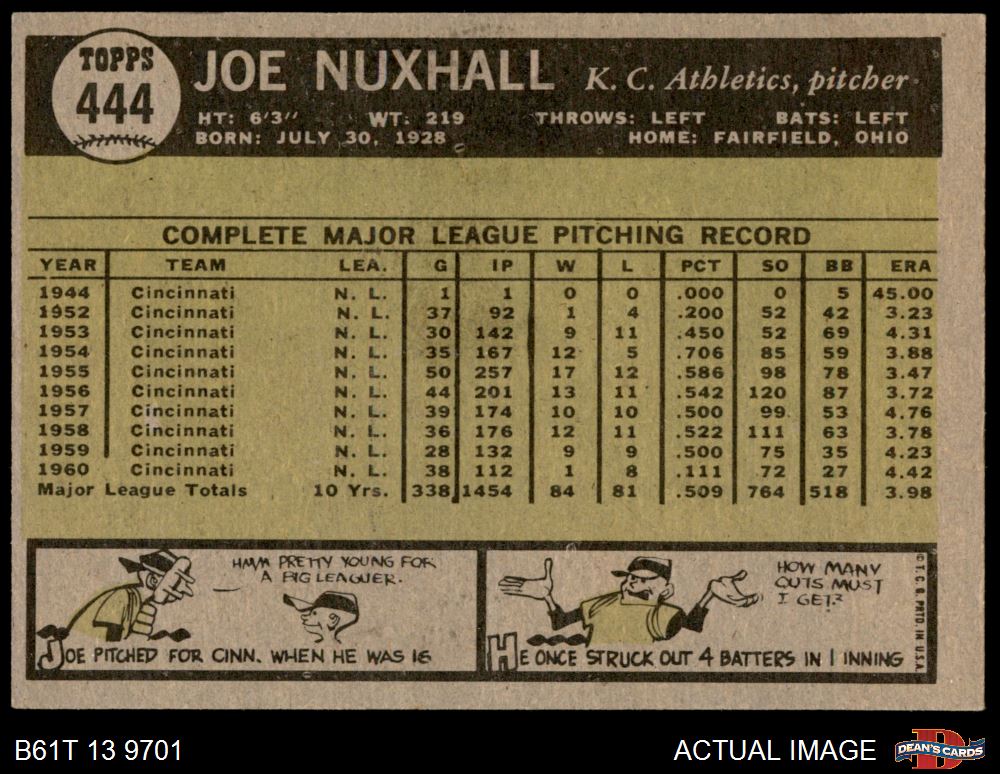 TOPPS
444
JOE NUXHALL K. C. Athletics, pitcher
HT: 6'3" WT: 219 THROWS: LEFT BATS: LEFT
BORN: JULY 30, 1928 HOME: FAIRFIELD, OHIO
COMPLETE MAJOR LEAGUE PITCHING RECORD
YEAR TEAM LEA. G IP W L PCT SO BB ERA
1944 Cincinnati N. L. 1 1 0 0 .000 0 5 45.00
1952 Cincinnati N. L. 37 92 1 4 .200 52 42 3.23
1953 Cincinnati N. L. 30 142 9 11 .450 52 69 4.31
1954 Cincinnati N. L. 35 167 12 5 .706 85 59 3.88
1955 Cincinnati N. L. 50 257 17 12 .586 98 78 3.47
1956 Cincinnati N. L. 44 201 13 11 .542 120 87 3.72
1957 Cincinnati N. L. 39 174 10 10 .500 99 53 4.76
1958 Cincinnati N. L. 36 176 12 11 .522 111 63 3.78
1959 Cincinnati N. L. 28 132 9 9 .500 75 35 4.23
1960 Cincinnati N. L. 38 112 1 8 .111 72 27 4.42
Major League Totals 10 Yrs. 338 1454 84 81 .509 764 518 3.98
HMM PRETTY YOUNG FOR
A BIG LEAGUER.
JOE PITCHED FOR CINN. WHEN HE WAS 16
HOW MANY
OUTS MUST
I GET?
HE ONCE STRUCK OUT 4 BATTERS IN 1 INNING
© T. C. G. PRTD. IN U.S.A.
B61T 13 9701
ACTUAL IMAGE
DEAN'S CARDS